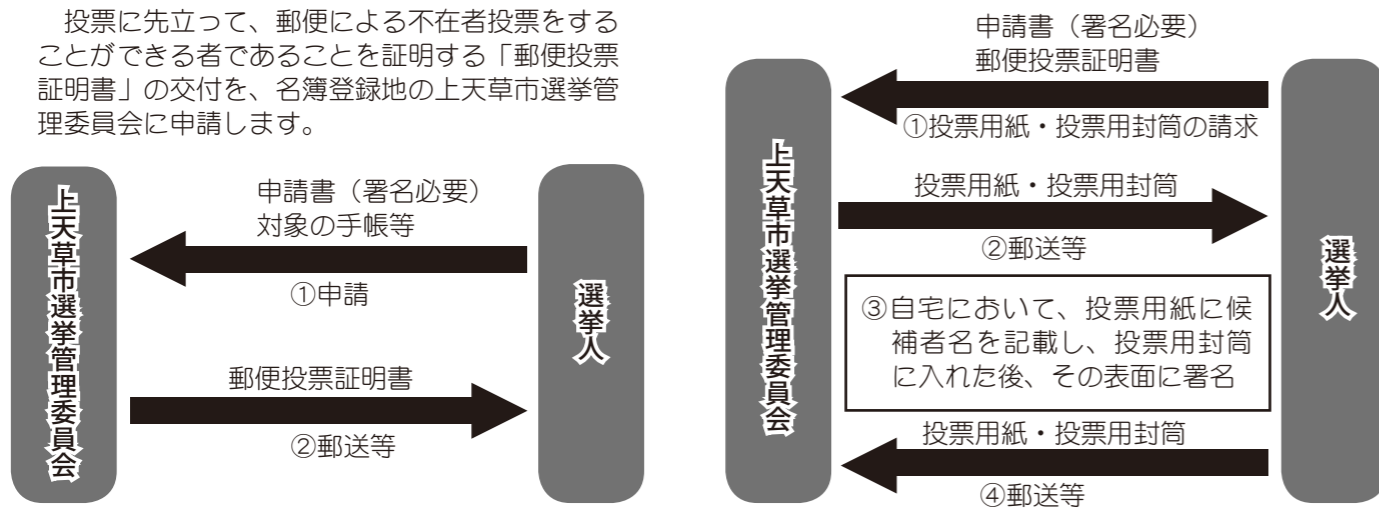 投票に先立って、郵便による不在者投票をする
ことができる者であることを証明する「郵便投票
証明書」の交付を、名簿登録地の上天草市選挙管
理委員会に申請します。
上天草市選挙管理委員会
申請書（署名必要）
対象の手帳等
①申請
郵便投票証明書
②郵送等
選挙人
上天草市選挙管理委員会
申請書（署名必要）
郵便投票証明書
①投票用紙・投票用封筒の請求
投票用紙・投票用封筒
②郵送等
③自宅において、投票用紙に候
補者名を記載し、投票用封筒
に入れた後、その表面に署名
投票用紙・投票用封筒
④郵送等
選挙人